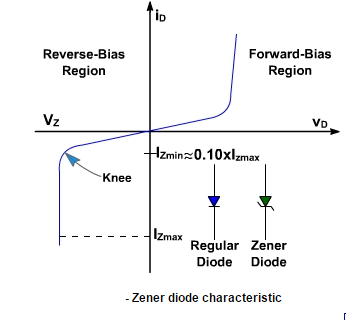 iD
Reverse-Bias
Region
Forward-Bias
Region
VZ
vD
IZmin≈0.10xIzmax
Knee
IZmax
Regular
Diode
Zener
Diode
- Zener diode characteristic